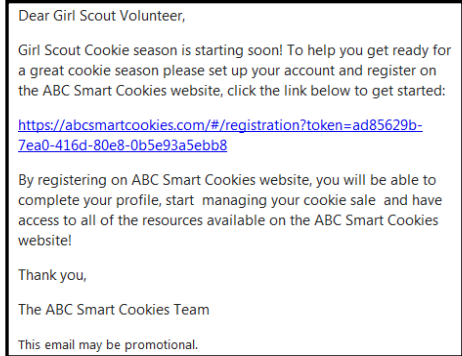 Dear Girl Scout Volunteer,
Girl Scout Cookie season is starting soon! To help you get ready for
a great cookie season please set up your account and register on
the ABC Smart Cookies website, click the link below to get started:
https://abcsmartcookies.com/#/registration?token=ad85629b-
7ea0-416d-80e8-0b5e93a5ebb8
By registering on ABC Smart Cookies website, you will be able to
complete your profile, start  managing your cookie sale  and have
access to all of the resources available on the ABC Smart Cookies
website!
Thank you,
The ABC Smart Cookies Team
This email may be promotional.